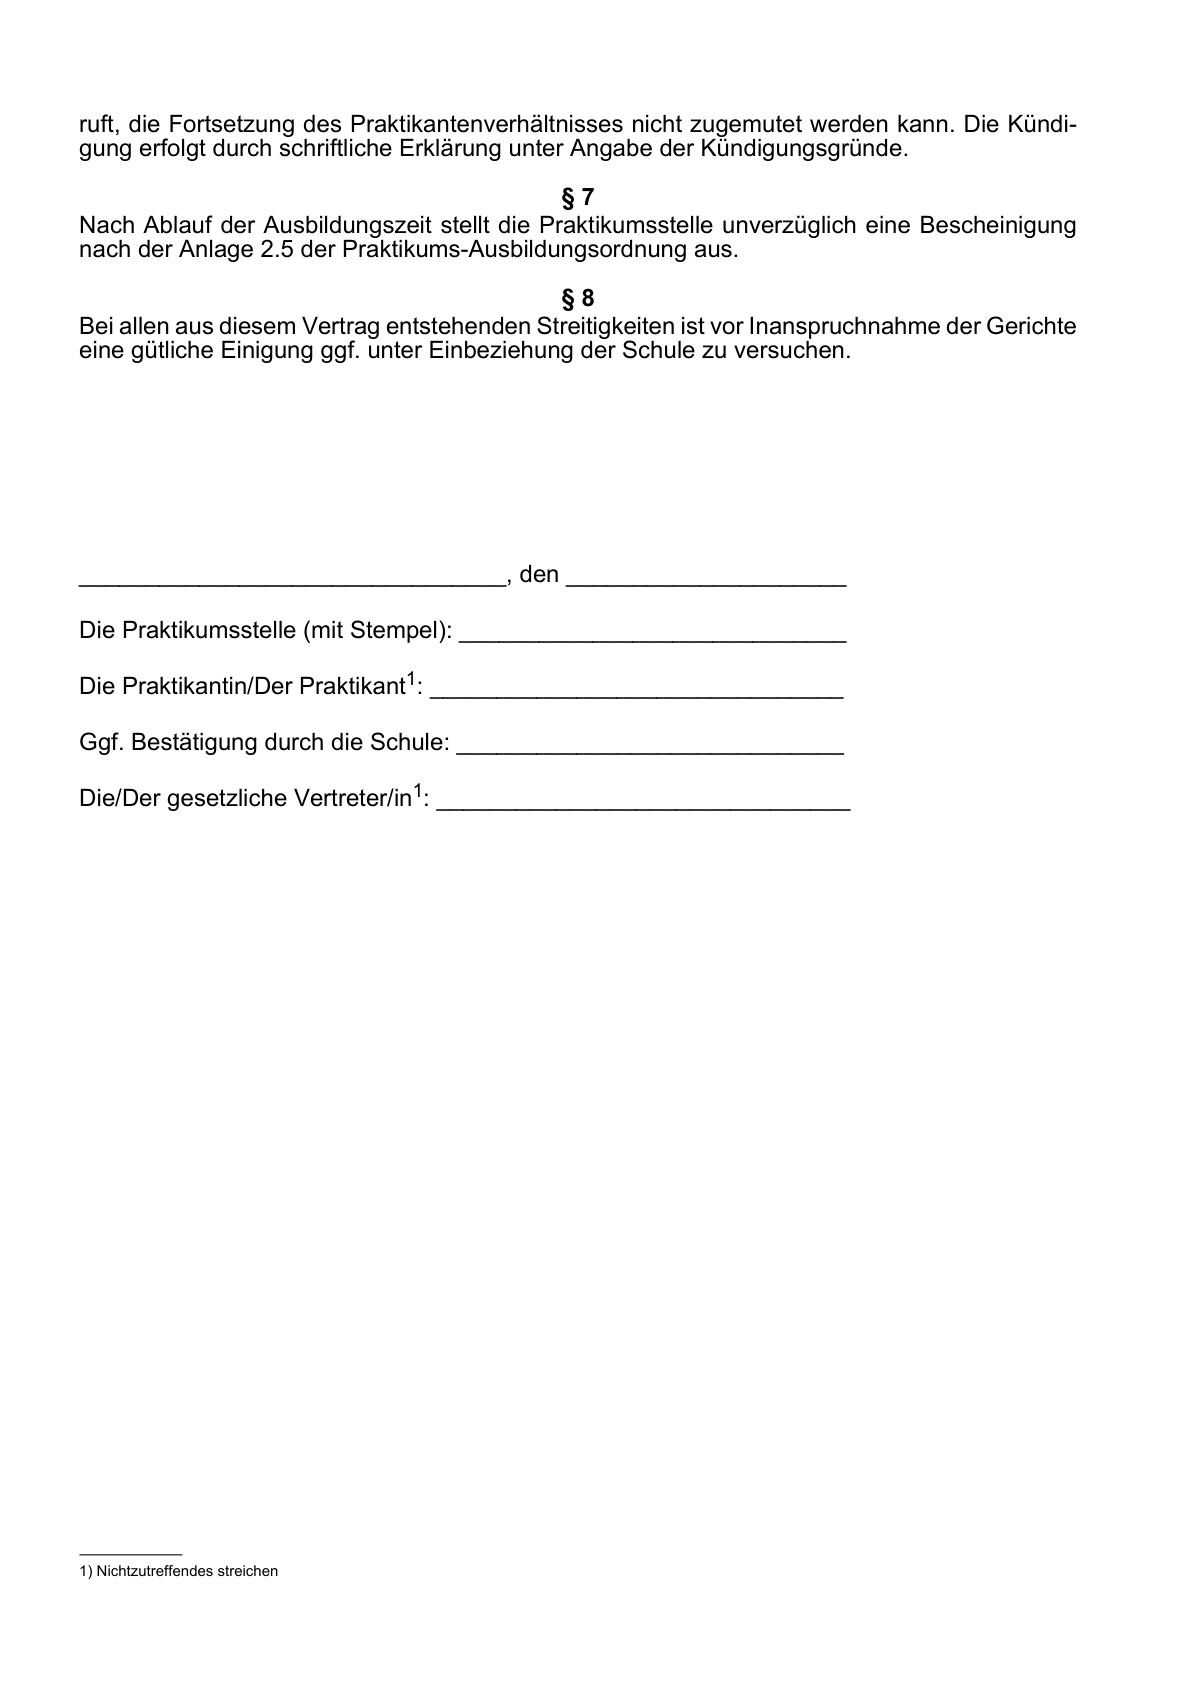 ruft, die Fortsetzung des Praktikantenverhältnisses nicht zugemutet werden kann. Die Kündi-
gung erfolgt durch schriftliche Erklärung unter Angabe der Kündigungsgründe.
§ 7
Nach Ablauf der Ausbildungszeit stellt die Praktikumsstelle unverzüglich eine Bescheinigung
nach der Anlage 2.5 der Praktikums-Ausbildungsordnung aus.
§ 8
Bei allen aus diesem Vertrag entstehenden Streitigkeiten ist vor Inanspruchnahme der Gerichte
eine gütliche Einigung ggf. unter Einbeziehung der Schule zu versuchen.
________________________________, den _____________________
Die Praktikumsstelle (mit Stempel): _____________________________
Die Praktikantin/Der Praktikant1: _______________________________
Ggf. Bestätigung durch die Schule: _____________________________
Die/Der gesetzliche Vertreter/in1: _______________________________
1) Nichtzutreffendes streichen